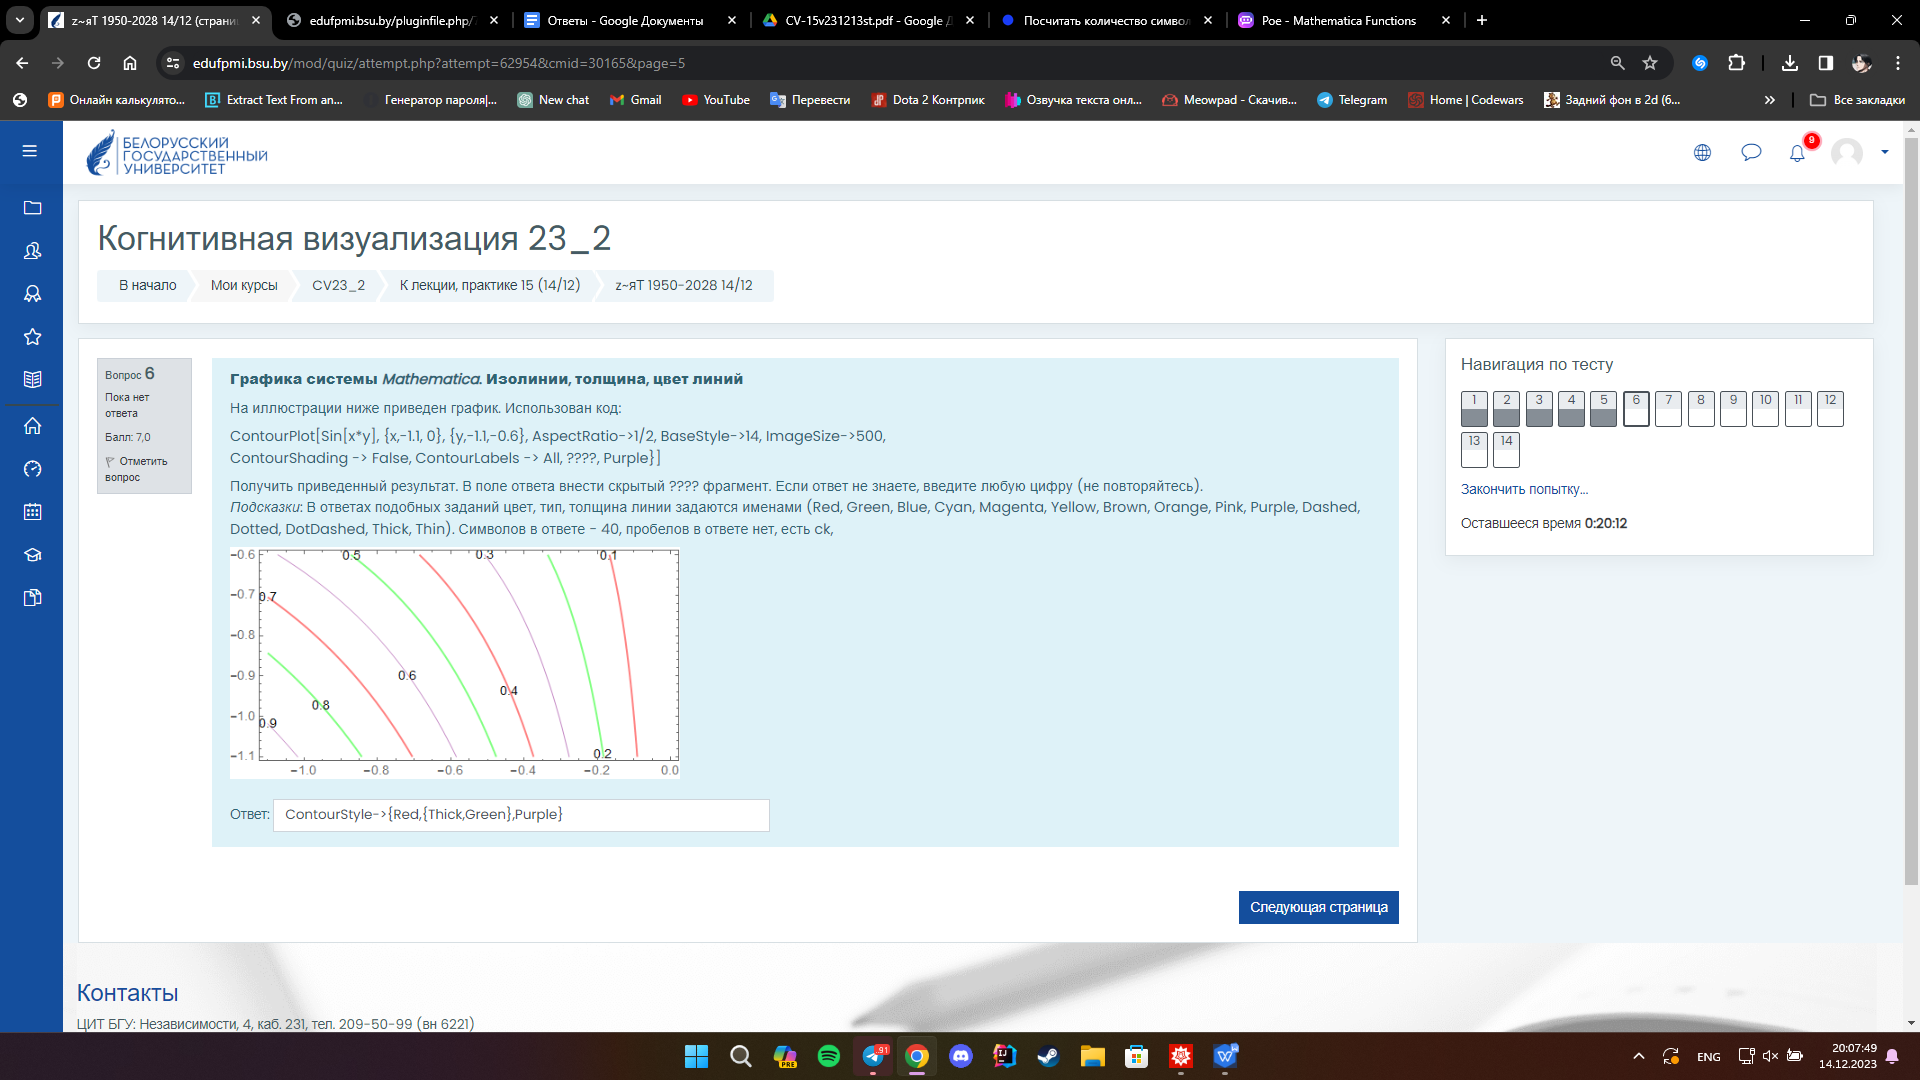 z~яТ 1950-2028 14/12 (страни
edufpmi.bsu.by/pluginfile.php/
Ответы - Google Документы
CV-15v231213st.pdf - Google Д
Посчитать количество символ
Poe - Mathematica Functions
edufpmi.bsu.by/mod/quiz/attempt.php?attempt=62954&cmid=30165&page=5
Онлайн калькулято...
Extract Text From an...
Генератор пароля|...
New chat
Gmail
YouTube
Перевести
Dota 2 Контрпик
Озвучка текста онл...
Meowpad - Скачив...
Telegram
Home | Codewars
Задний фон в 2d (6...
»
Все закладки
БЕЛОРУССКИЙ
ГОСУДАРСТВЕННЫЙ
УНИВЕРСИТЕТ
9
Когнитивная визуализация 23_2
В начало
Мои курсы
CV23_2
К лекции, практике 15 (14/12)
z~яТ 1950-2028 14/12
Вопрос 6
Пока нет
ответа
Балл: 7,0
Отметить
вопрос
Графика системы Mathematica. Изолинии, толщина, цвет линий
На иллюстрации ниже приведен график. Использован код:
ContourPlot[Sin[x*y], {x,-1.1, 0}, {y,-1.1,-0.6}, AspectRatio->1/2, BaseStyle->14, ImageSize->500,
ContourShading -> False, ContourLabels -> All, ????, Purple}]
Получить приведенный результат. В поле ответа внести скрытый ???? фрагмент. Если ответ не знаете, введите любую цифру (не повторяйтесь).
Подсказки: В ответах подобных заданий цвет, тип, толщина линии задаются именами (Red, Green, Blue, Cyan, Magenta, Yellow, Brown, Orange, Pink, Purple, Dashed,
Dotted, DotDashed, Thick, Thin). Символов в ответе - 40, пробелов в ответе нет, есть ck,
-0.6
0.5
0.3
0.1
-0.7
0.7
-0.8
-0.9
0.6
0.4
0.8
-1.0
0.9
-1.1
0.2
-1.0
-0.8
-0.6
-0.4
-0.2
0.0
Ответ: ContourStyle->{Red,{Thick,Green},Purple}
Следующая страница
Навигация по тесту
1 2 3 4 5 6 7 8 9 10 11 12
13 14
Закончить попытку...
Оставшееся время 0:20:12
Контакты
ЦИТ БГУ: Независимости, 4, каб. 231, тел. 209-50-99 (вн 6221)
PRE
91
ENG
20:07:49
14.12.2023